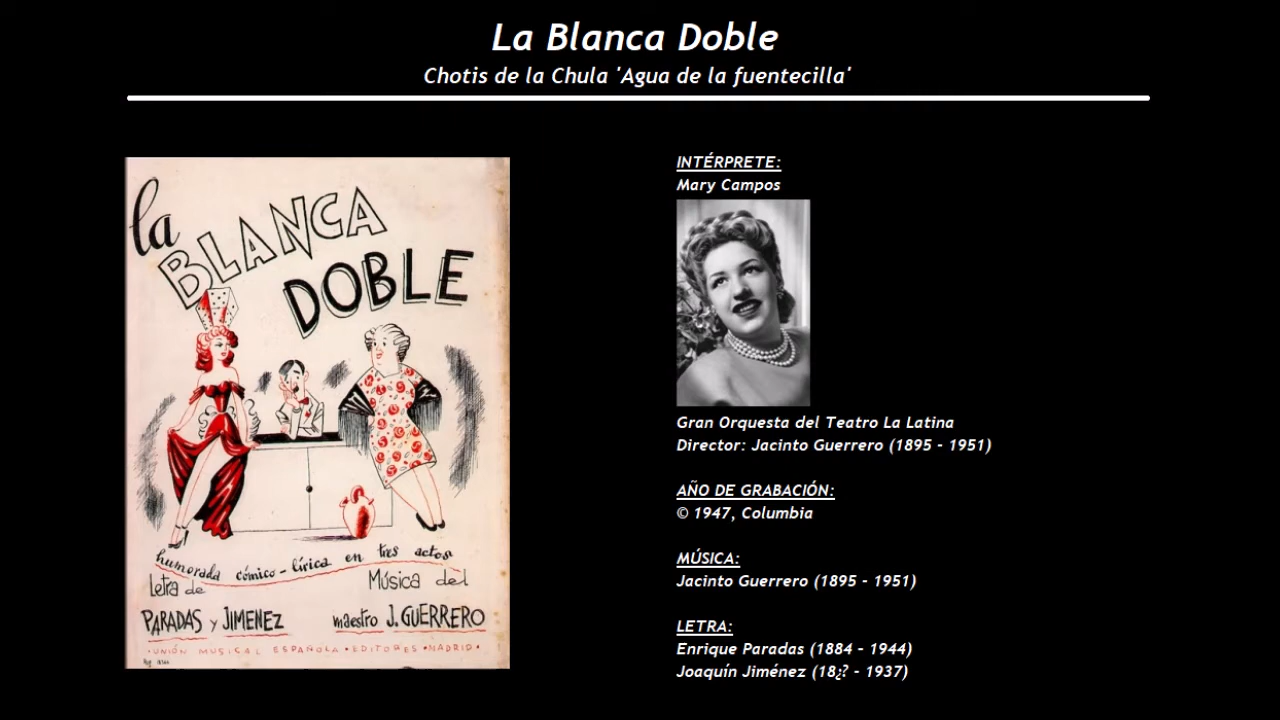 La Blanca Doble
Chotis de la Chula 'Agua de la fuentecilla'
la
BLANCA
DOBLE
humorada cómico-lírica en tres actos
Letra de
PARADAS y JIMENEZ
Música del
maestro J. GUERRERO
·UNIÓN MUSICAL ESPAÑOLA·EDITORES·MADRID·
INTÉRPRETE:
Mary Campos
Gran Orquesta del Teatro La Latina
Director: Jacinto Guerrero (1895 - 1951)
AÑO DE GRABACIÓN:
© 1947, Columbia
MÚSICA:
Jacinto Guerrero (1895 - 1951)
LETRA:
Enrique Paradas (1884 - 1944)
Joaquín Jiménez (18¿? - 1937)